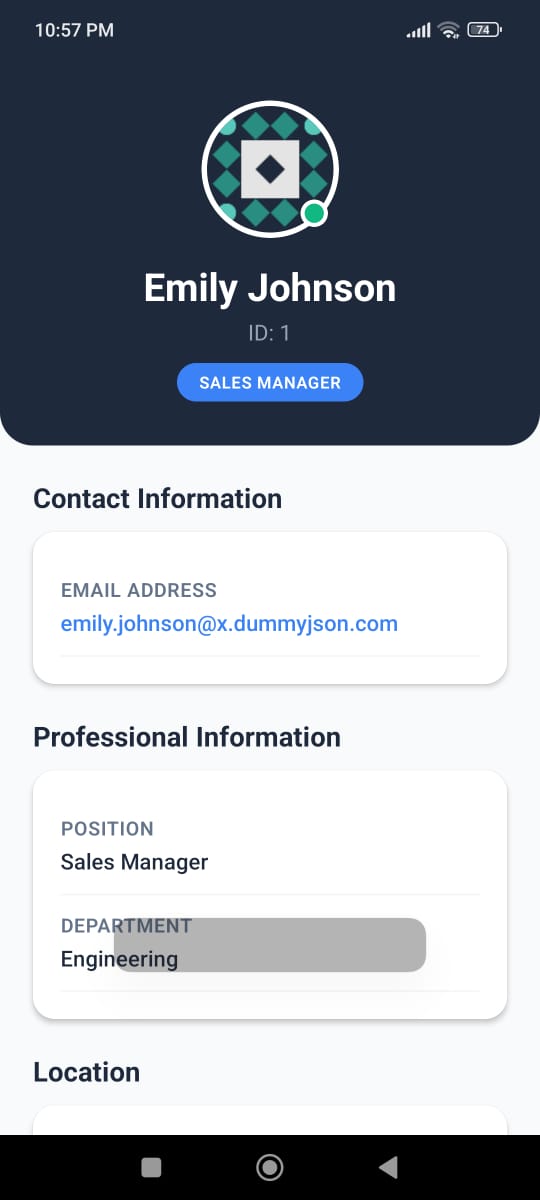 10:57 PM
74
Emily Johnson
ID: 1
SALES MANAGER
Contact Information
EMAIL ADDRESS
emily.johnson@x.dummyjson.com
Professional Information
POSITION
Sales Manager
DEPARTMENT
Engineering
Location